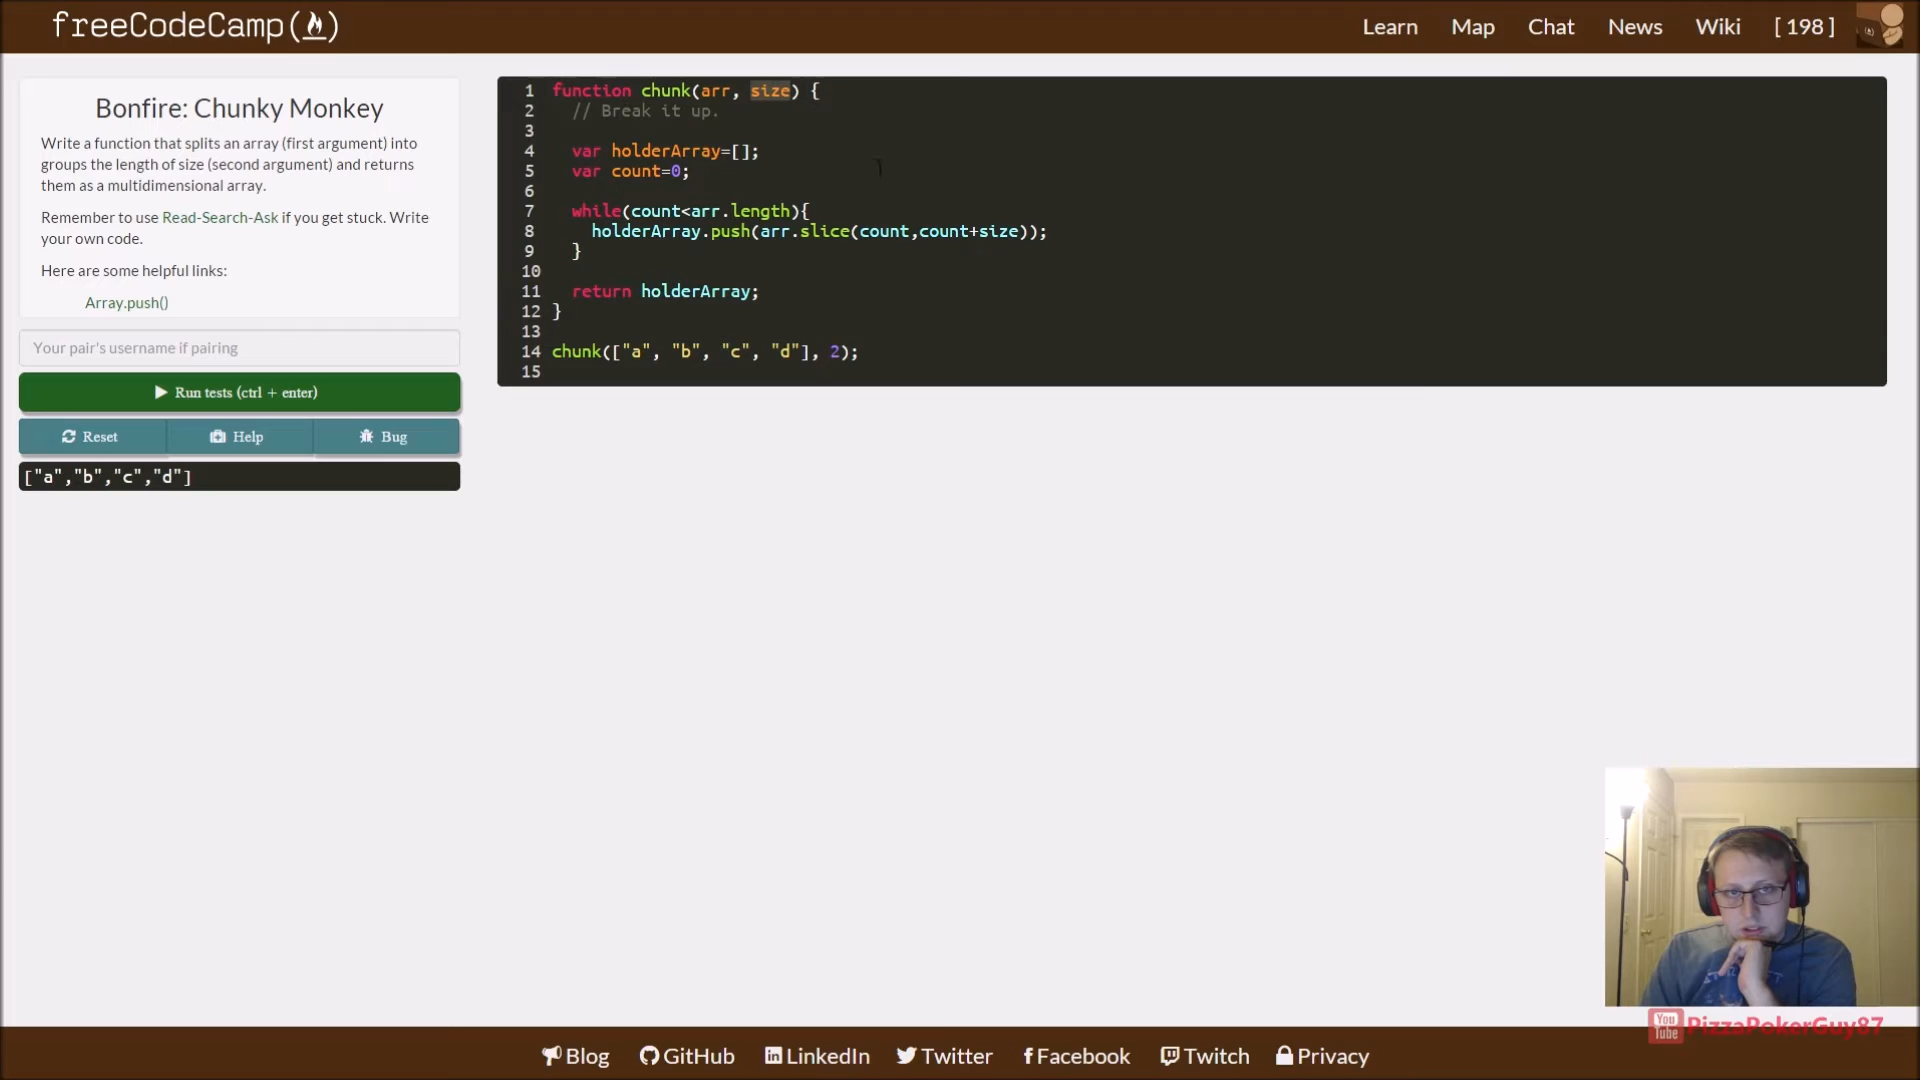 freeCodeCamp
Learn Map Chat News Wiki [ 198 ]
Bonfire: Chunky Monkey
Write a function that splits an array (first argument) into
groups the length of size (second argument) and returns
them as a multidimensional array.
Remember to use Read-Search-Ask if you get stuck. Write
your own code.
Here are some helpful links:
Array.push()
Your pair's username if pairing
Run tests (ctrl + enter)
Reset Help Bug
["a","b","c","d"]
1 function chunk(arr, size) {
2 // Break it up.
3
4 var holderArray=[];
5 var count=0;
6
7 while(count<arr.length){
8 holderArray.push(arr.slice(count,count+size));
9 }
10
11 return holderArray;
12 }
13
14 chunk(["a", "b", "c", "d"], 2);
15
You Tube PizzaPokerGuy87
Blog GitHub LinkedIn Twitter Facebook Twitch Privacy